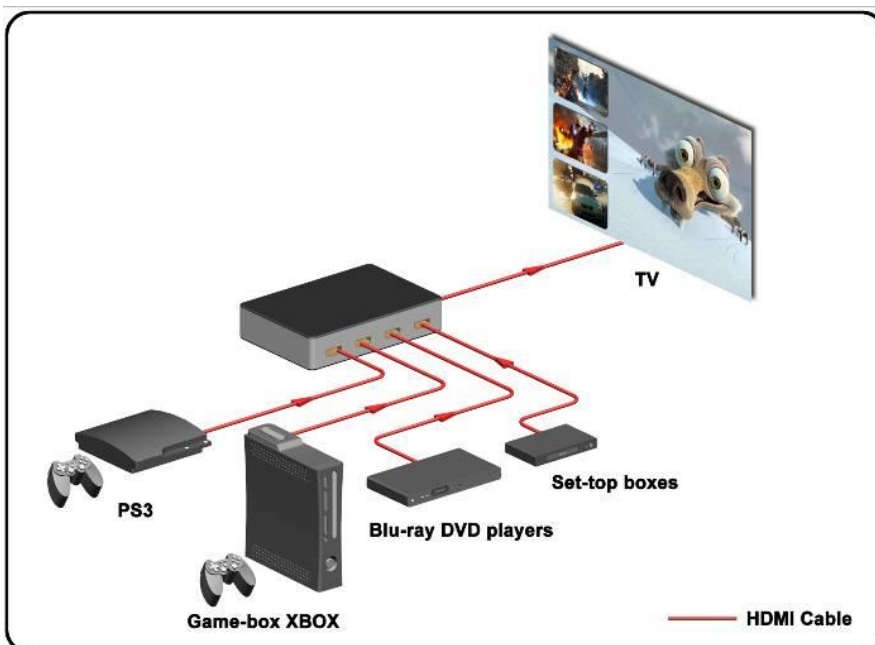 TV
PS3
Set-top boxes
Blu-ray DVD players
Game-box XBOX
HDMI Cable